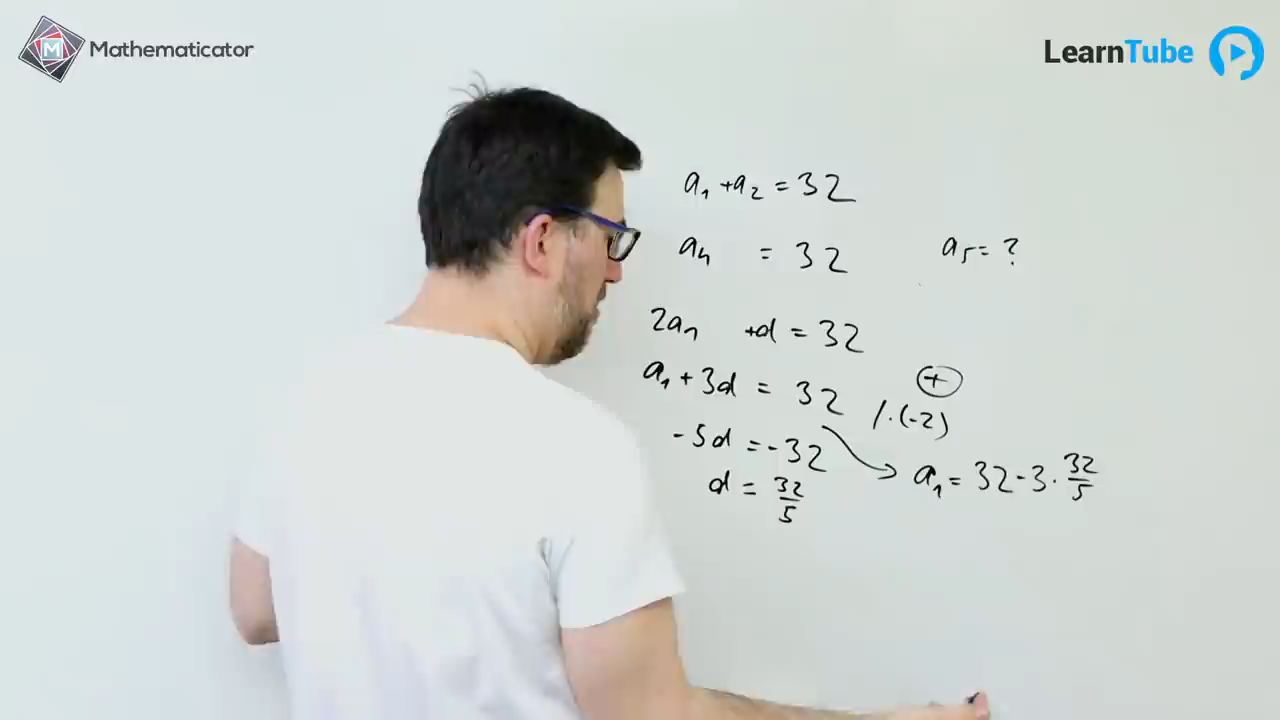 Mathematicator
LearnTube
a₁ + a₂ = 32
a₄ = 32
a₅ = ?
2a₁ + d = 32
a₁ + 3d = 32 /·(-2)
+
-5d = -32
d = 32/5
a₁ = 32 - 3 · 32/5